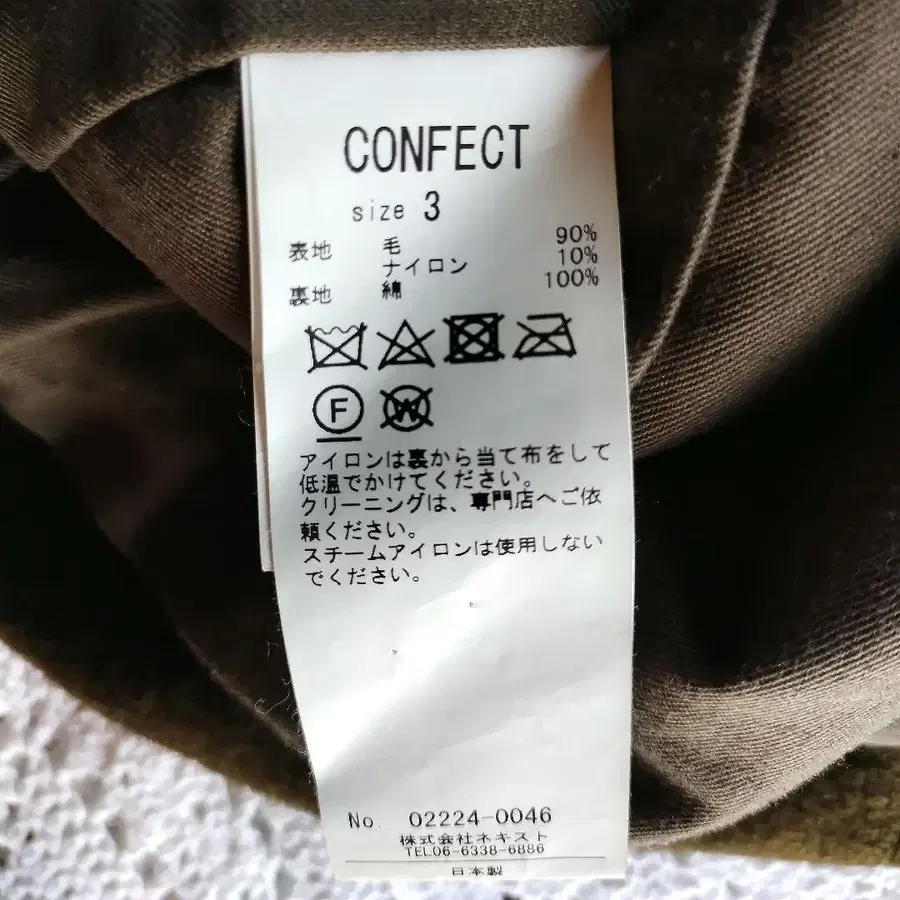 CONFECT
size 3
表地 毛 90%
ナイロン 10%
裏地 綿 100%
F W
アイロンは裏から当て布をして
低温でかけてください。
クリーニングは、専門店へご依
頼ください。
スチームアイロンは使用しない
でください。
No. 02224-0046
株式会社ネキスト
TEL06-6338-6886
日本製